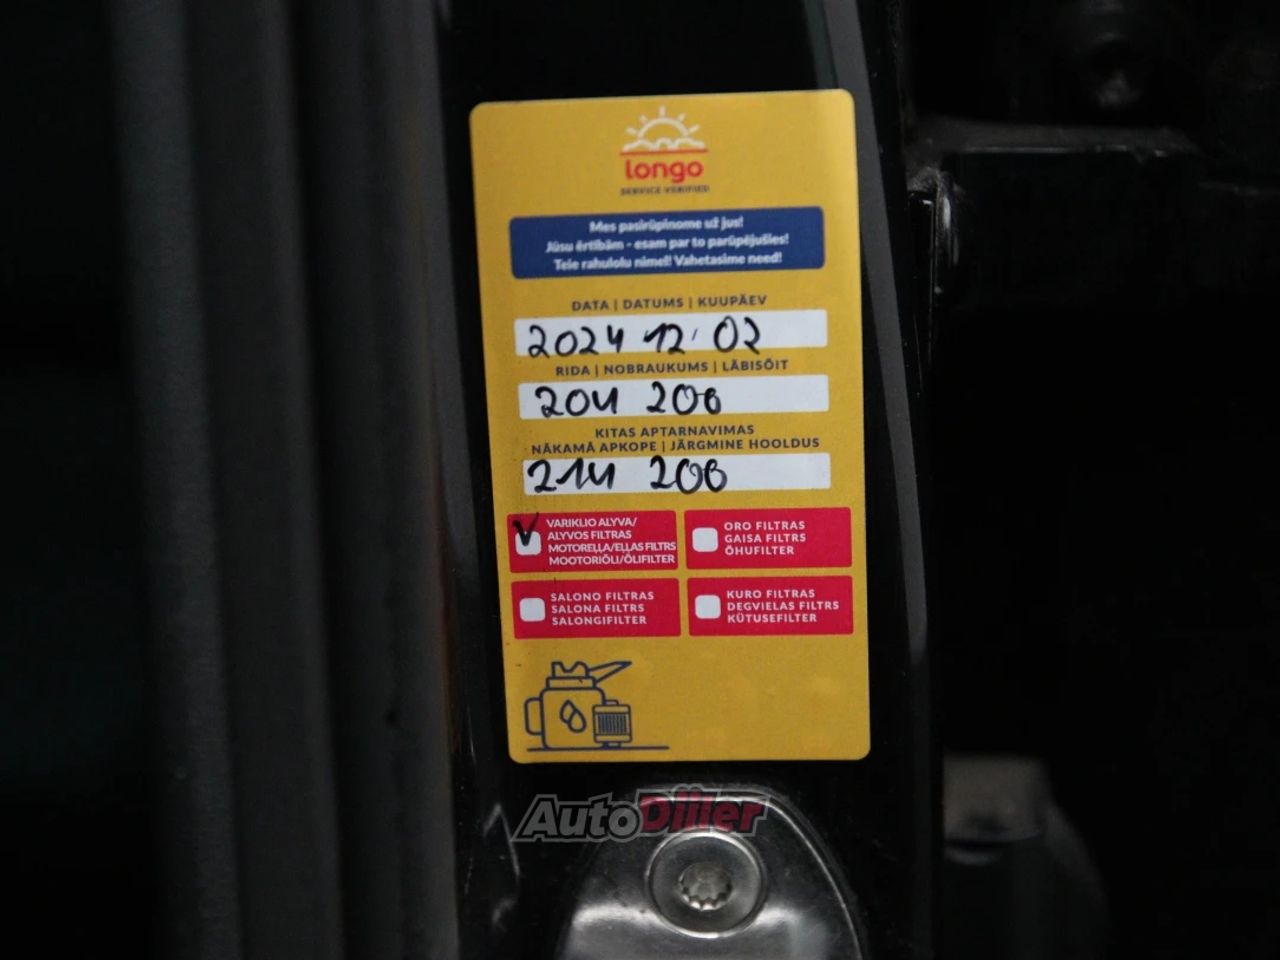 longo
SERVICE VERIFIED
Mes pasirūpinome už jus!
Jūsu ērtībām - esam par to parūpējušies!
Teie rahulolu nimel! Vahetasime need!
DATA | DATUMS | KUUPÄEV
2024 12 02
RIDA | NOBRAUKUMS | LÄBISÕIT
204 206
KITAS APTARNAVIMAS
NĀKAMĀ APKOPE | JÄRGMINE HOOLDUS
214 206
VARIKLIO ALYVA/
ALYVOS FILTRAS
MOTOREĻĻA/EĻĻAS FILTRS
MOOTORIÕLI/ÕLIFILTER
ORO FILTRAS
GAISA FILTRS
ÕHUFILTER
SALONO FILTRAS
SALONA FILTRS
SALONGIFILTER
KURO FILTRAS
DEGVIELAS FILTRS
KÜTUSEFILTER
AutoDiiler